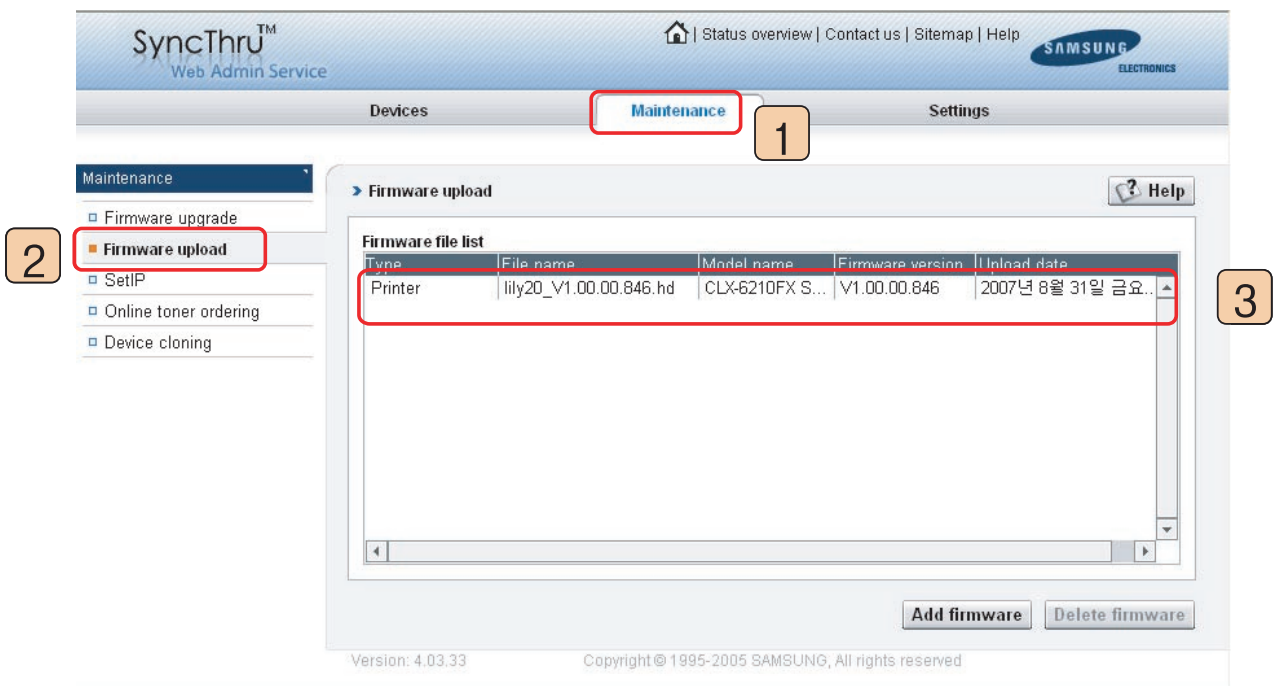 SyncThru™
Web Admin Service
| Status overview | Contact us | Sitemap | Help
SAMSUNG
ELECTRONICS
Devices Maintenance Settings
1
Maintenance
Firmware upgrade
2
Firmware upload
SetIP
Online toner ordering
Device cloning
Firmware upload
Help
Firmware file list
Type File name Model name Firmware version Upload date
Printer lily20_V1.00.00.846.hd CLX-6210FX S... V1.00.00.846 2007년 8월 31일 금요..
3
Add firmware Delete firmware
Version: 4.03.33 Copyright © 1995-2005 SAMSUNG, All rights reserved